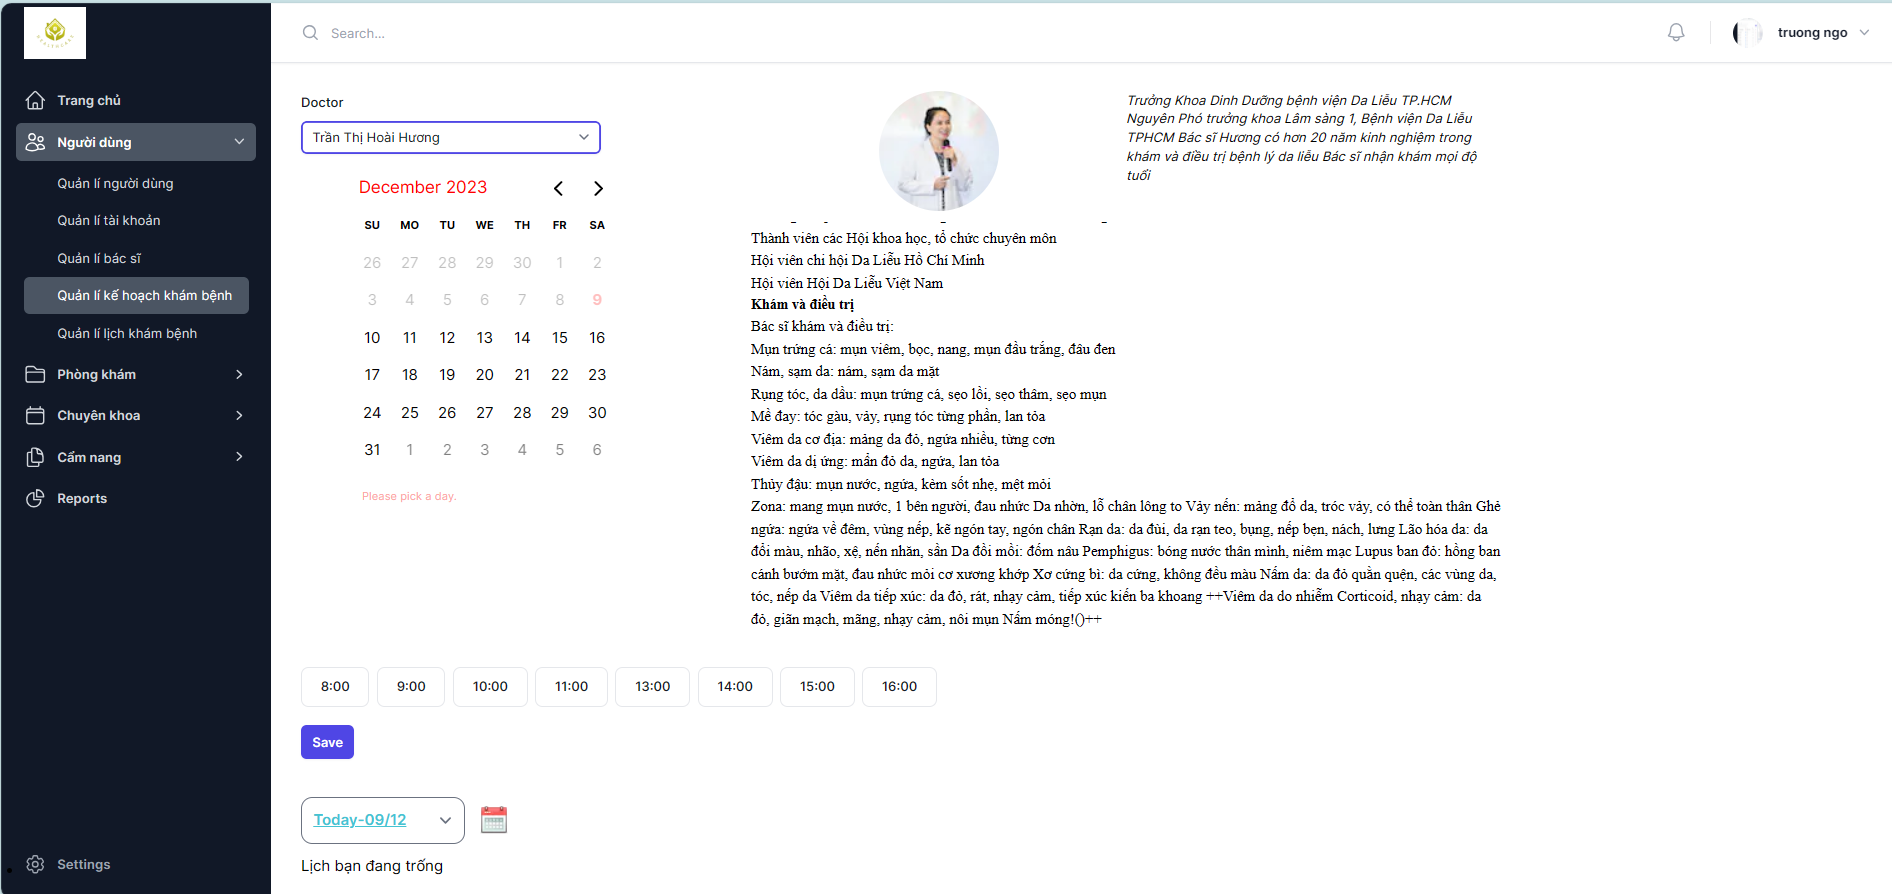 Search...
truong ngo
Trang chủ
Người dùng
Quản lí người dùng
Quản lí tài khoản
Quản lí bác sĩ
Quản lí kế hoạch khám bệnh
Quản lí lịch khám bệnh
Phòng khám
Chuyên khoa
Cẩm nang
Reports
Settings
Doctor
Trần Thị Hoài Hương
December 2023
SU MO TU WE TH FR SA
26 27 28 29 30 1 2
3 4 5 6 7 8 9
10 11 12 13 14 15 16
17 18 19 20 21 22 23
24 25 26 27 28 29 30
31 1 2 3 4 5 6
Please pick a day.
Trưởng Khoa Dinh Dưỡng bệnh viện Da Liễu TP.HCM
Nguyên Phó trưởng khoa Lâm sàng 1, Bệnh viện Da Liễu
TPHCM Bác sĩ Hương có hơn 20 năm kinh nghiệm trong
khám và điều trị bệnh lý da liễu Bác sĩ nhận khám mọi độ
tuổi
Thành viên các Hội khoa học, tổ chức chuyên môn
Hội viên chi hội Da Liễu Hồ Chí Minh
Hội viên Hội Da Liễu Việt Nam
Khám và điều trị
Bác sĩ khám và điều trị:
Mụn trứng cá: mụn viêm, bọc, nang, mụn đầu trắng, đâu đen
Nám, sạm da: nám, sạm da mặt
Rụng tóc, da dầu: mụn trứng cá, sẹo lồi, sẹo thâm, sẹo mụn
Mề đay: tóc gàu, vảy, rụng tóc từng phần, lan tỏa
Viêm da cơ địa: mảng da đỏ, ngứa nhiều, từng cơn
Viêm da dị ứng: mẩn đỏ da, ngứa, lan tỏa
Thủy đậu: mụn nước, ngứa, kèm sốt nhẹ, mệt mỏi
Zona: mang mụn nước, 1 bên người, đau nhức Da nhờn, lỗ chân lông to Vảy nến: mảng đổ da, tróc vảy, có thể toàn thân Ghẻ
ngứa: ngứa về đêm, vùng nếp, kẽ ngón tay, ngón chân Rạn da: da đùi, da rạn teo, bụng, nếp bẹn, nách, lưng Lão hóa da: da
đổi màu, nhão, xệ, nến nhăn, sần Da đồi mồi: đốm nâu Pemphigus: bóng nước thân mình, niêm mạc Lupus ban đỏ: hồng ban
cánh bướm mặt, đau nhức mỏi cơ xương khớp Xơ cứng bì: da cứng, không đều màu Nấm da: da đỏ quằn quện, các vùng da,
tóc, nếp da Viêm da tiếp xúc: da đỏ, rát, nhạy cảm, tiếp xúc kiến ba khoang ++Viêm da do nhiễm Corticoid, nhạy cảm: da
đỏ, giãn mạch, mãng, nhạy cảm, nôi mụn Nấm móng!()++
8:00 9:00 10:00 11:00 13:00 14:00 15:00 16:00
Save
Today-09/12
Lịch bạn đang trống